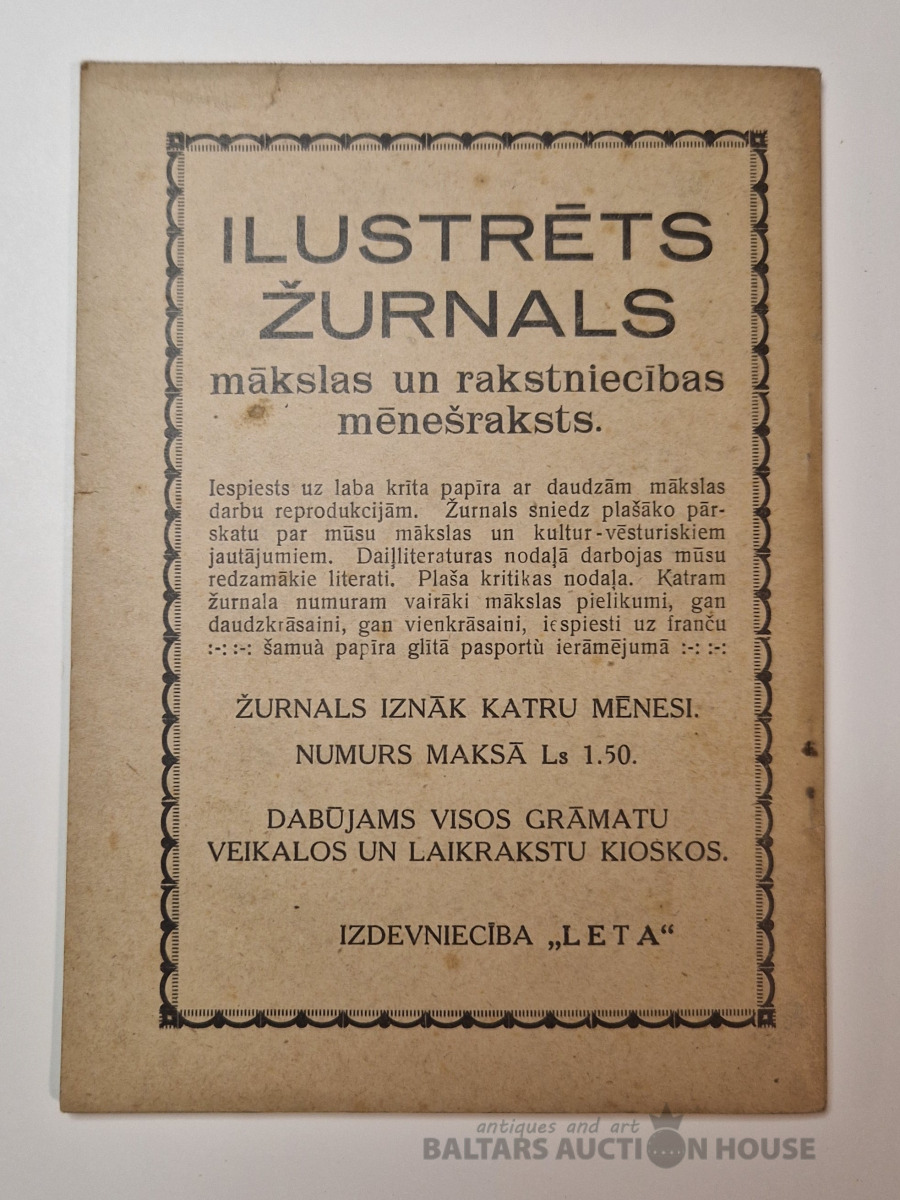 ILUSTRĒTS
ŽURNALS
mākslas un rakstniecības
mēnešraksts.
Iespiests uz laba krīta papīra ar daudzām mākslas
darbu reprodukcijām. Žurnals sniedz plašāko pār-
skatu par mūsu mākslas un kultur-vēsturiskiem
jautājumiem. Daiļliteraturas nodaļā darbojas mūsu
redzamākie literati. Plaša kritikas nodaļa. Katram
žurnala numuram vairāki mākslas pielikumi, gan
daudzkrāsaini, gan vienkrāsaini, iespiesti uz franču
:-: :-: šamuà papīra glītā pasportù ierāmējumā :-: :-:
ŽURNALS IZNĀK KATRU MĒNESI.
NUMURS MAKSĀ Ls 1.50.
DABŪJAMS VISOS GRĀMATU
VEIKALOS UN LAIKRAKSTU KIOSKOS.
IZDEVNIECĪBA „LETA“
antiques and art
BALTARS AUCTION HOUSE